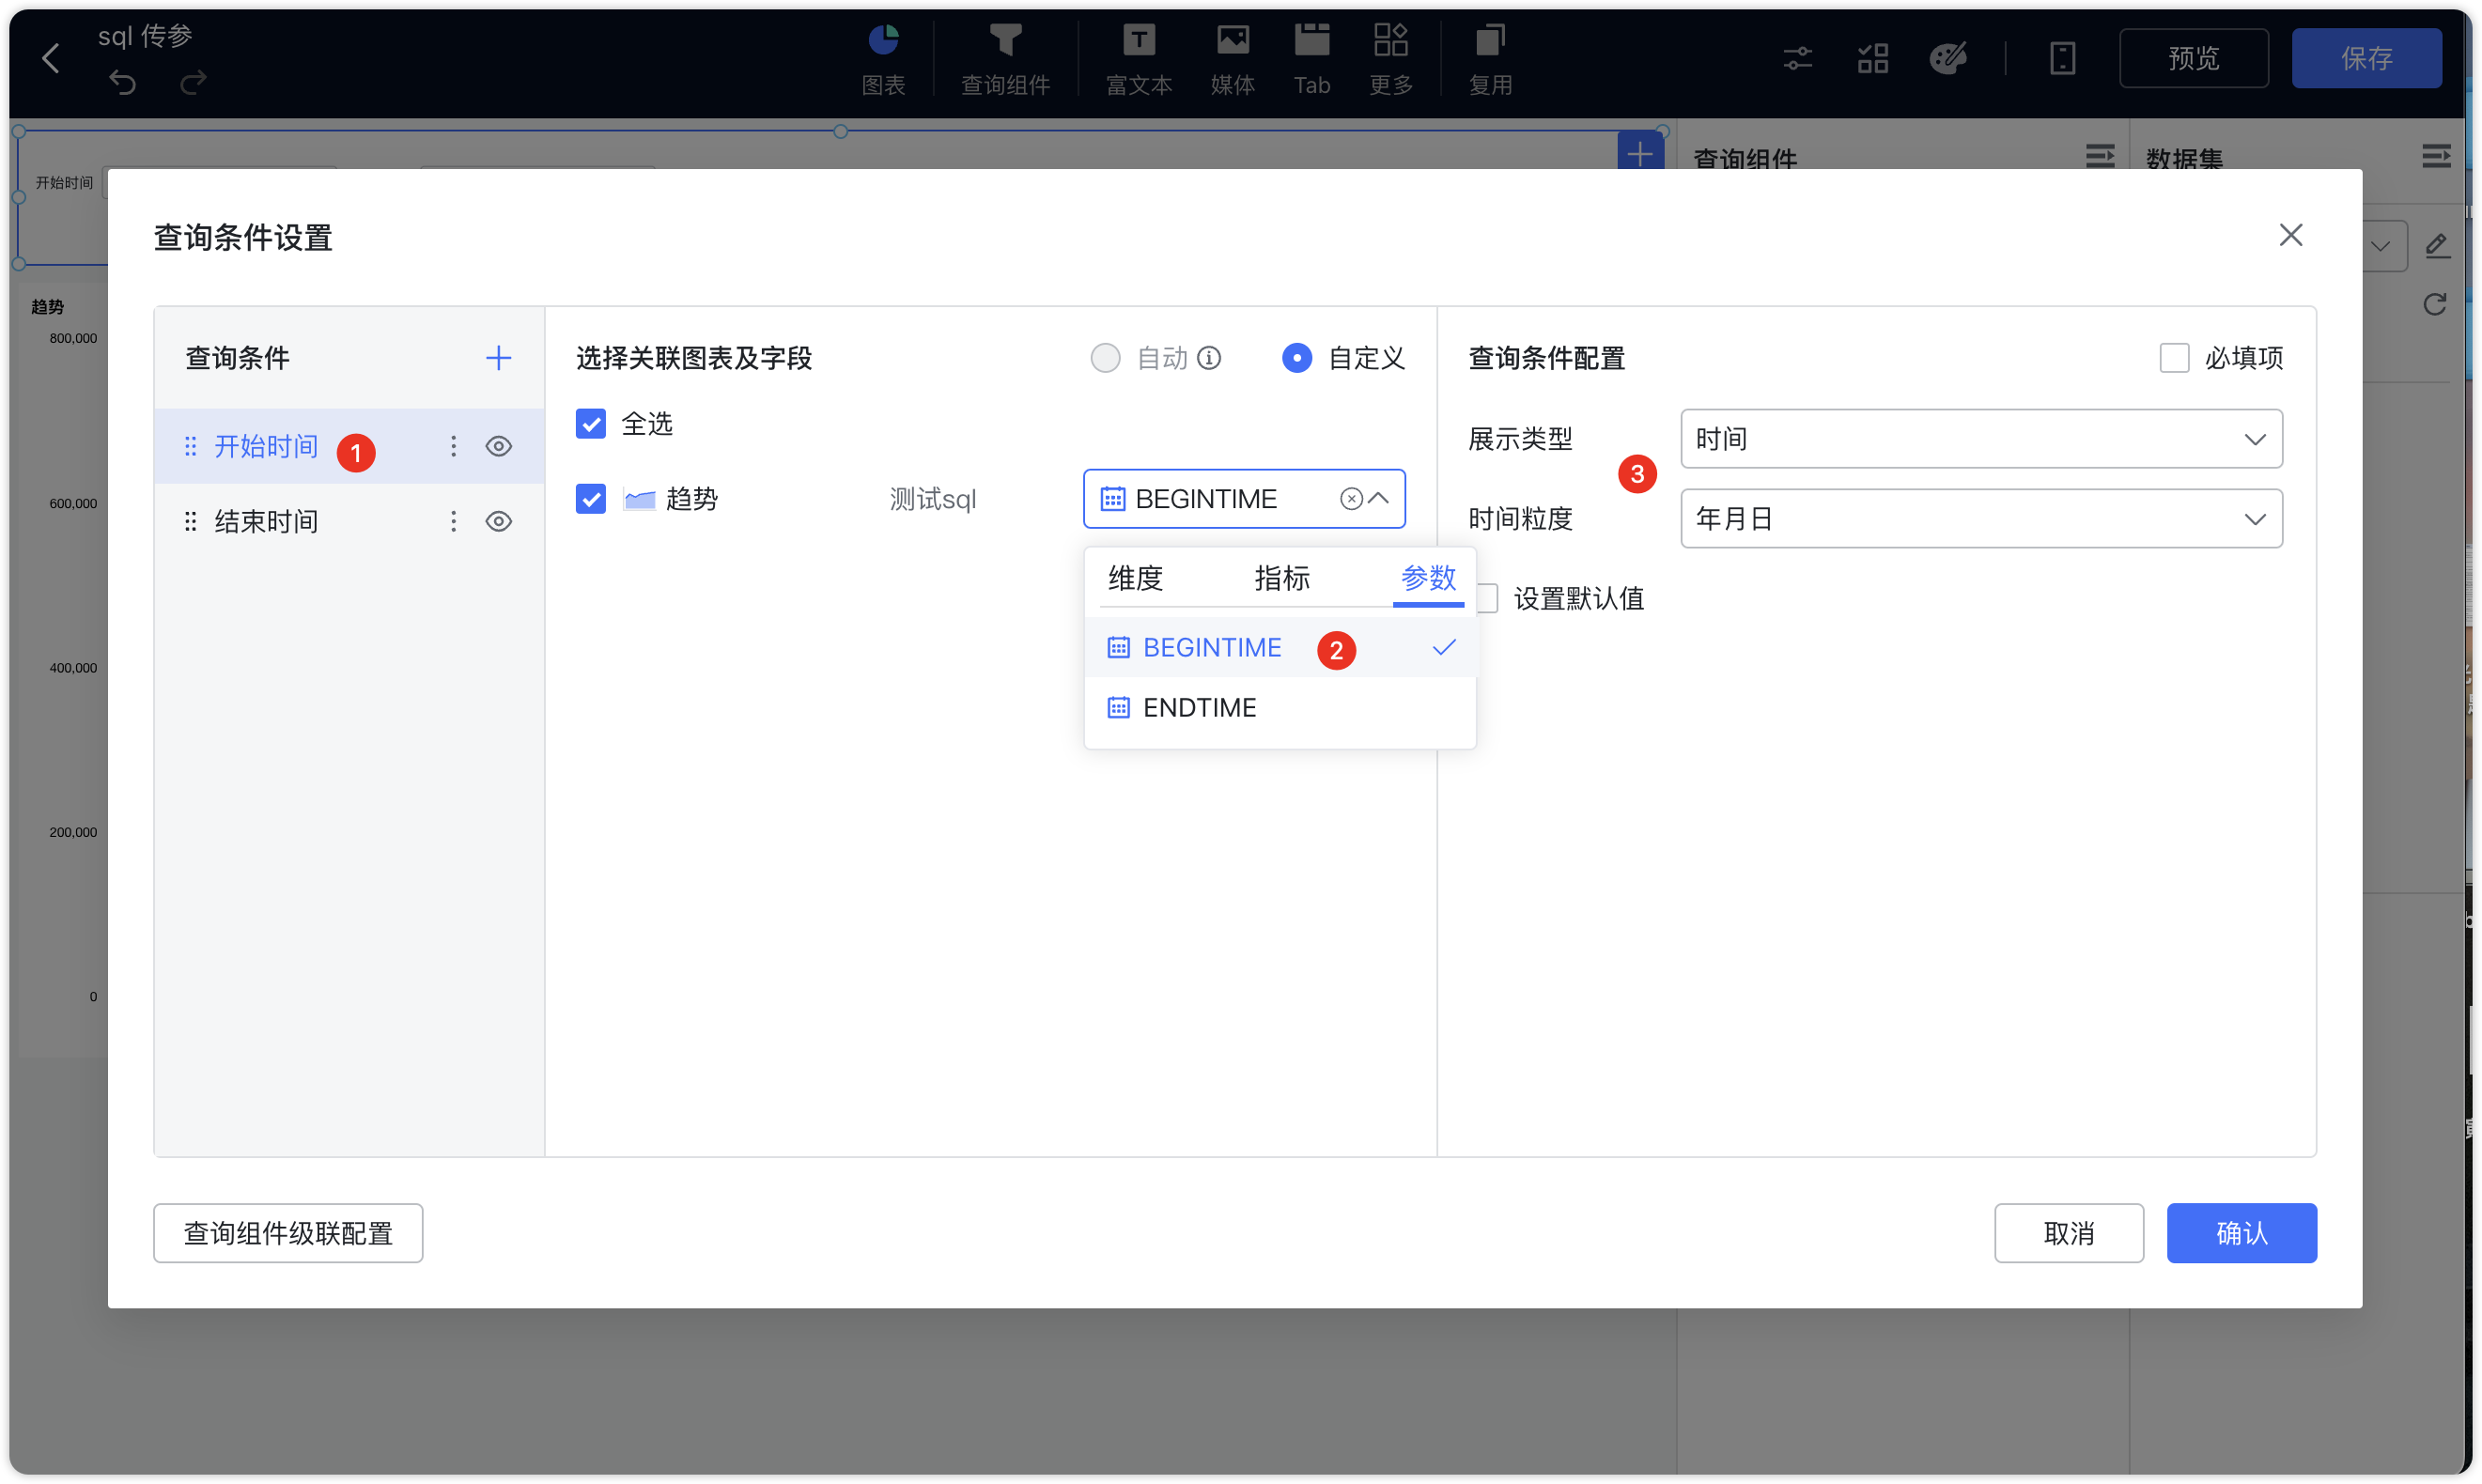 sql 传参
图表
查询组件
富文本
媒体
Tab
更多
复用
预览
保存
开始时间
查询组件
数据集
趋势
800,000
600,000
400,000
200,000
0
查询条件设置
查询条件
开始时间
1
结束时间
选择关联图表及字段
自动
自定义
全选
趋势
测试sql
BEGINTIME
维度
指标
参数
BEGINTIME
2
ENDTIME
查询条件配置
必填项
展示类型
时间
3
时间粒度
年月日
设置默认值
查询组件级联配置
取消
确认